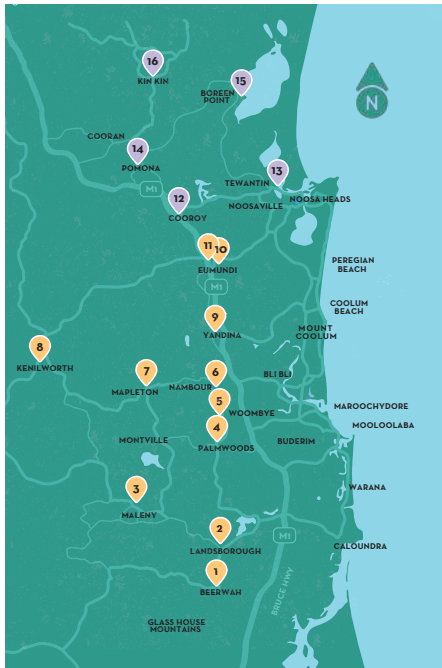 16
KIN KIN
15
BOREEN
POINT
N
COORAN
14
POMONA
13
TEWANTIN
M1
12
NOOSA HEADS
NOOSAVILLE
COOROY
11
10
EUMUNDI
PEREGIAN
BEACH
M1
COOLUM
BEACH
9
YANDINA
MOUNT
COOLUM
8
KENILWORTH
7
MAPLETON
6
NAMBOUR
BLI BLI
5
WOOMBYE
MAROOCHYDORE
4
MOOLOOLABA
MONTVILLE
PALMWOODS
BUDERIM
3
MALENY
WARANA
2
LANDSBOROUGH
M1
CALOUNDRA
1
BEERWAH
BRUCE HWY
GLASS HOUSE
MOUNTAINS